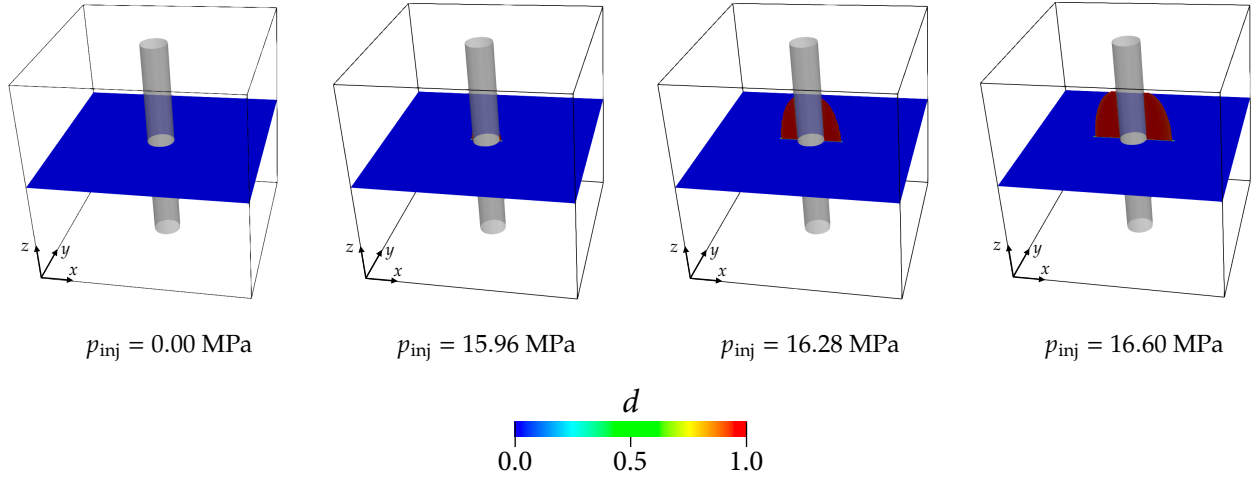 z y x
z y x
z y x
z y x
p_inj = 0.00 MPa
p_inj = 15.96 MPa
p_inj = 16.28 MPa
p_inj = 16.60 MPa
d
0.0 0.5 1.0